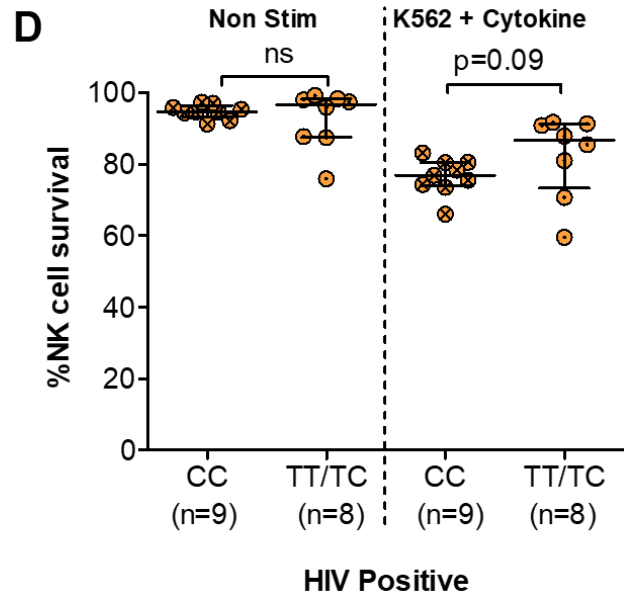 D
Non Stim
K562 + Cytokine
ns
p=0.09
%NK cell survival
100
80
60
40
20
0
CC
TT/TC
CC
TT/TC
(n=9)
(n=8)
(n=9)
(n=8)
HIV Positive